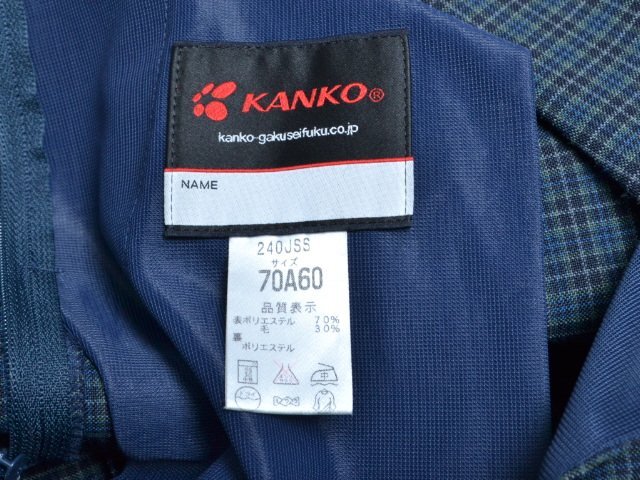 KANKO®
kanko-gakuseifuku.co.jp
NAME
240JSS
サイズ
70A60
品質表示
表ポリエステル 70%
毛 30%
裏
ポリエステル
中